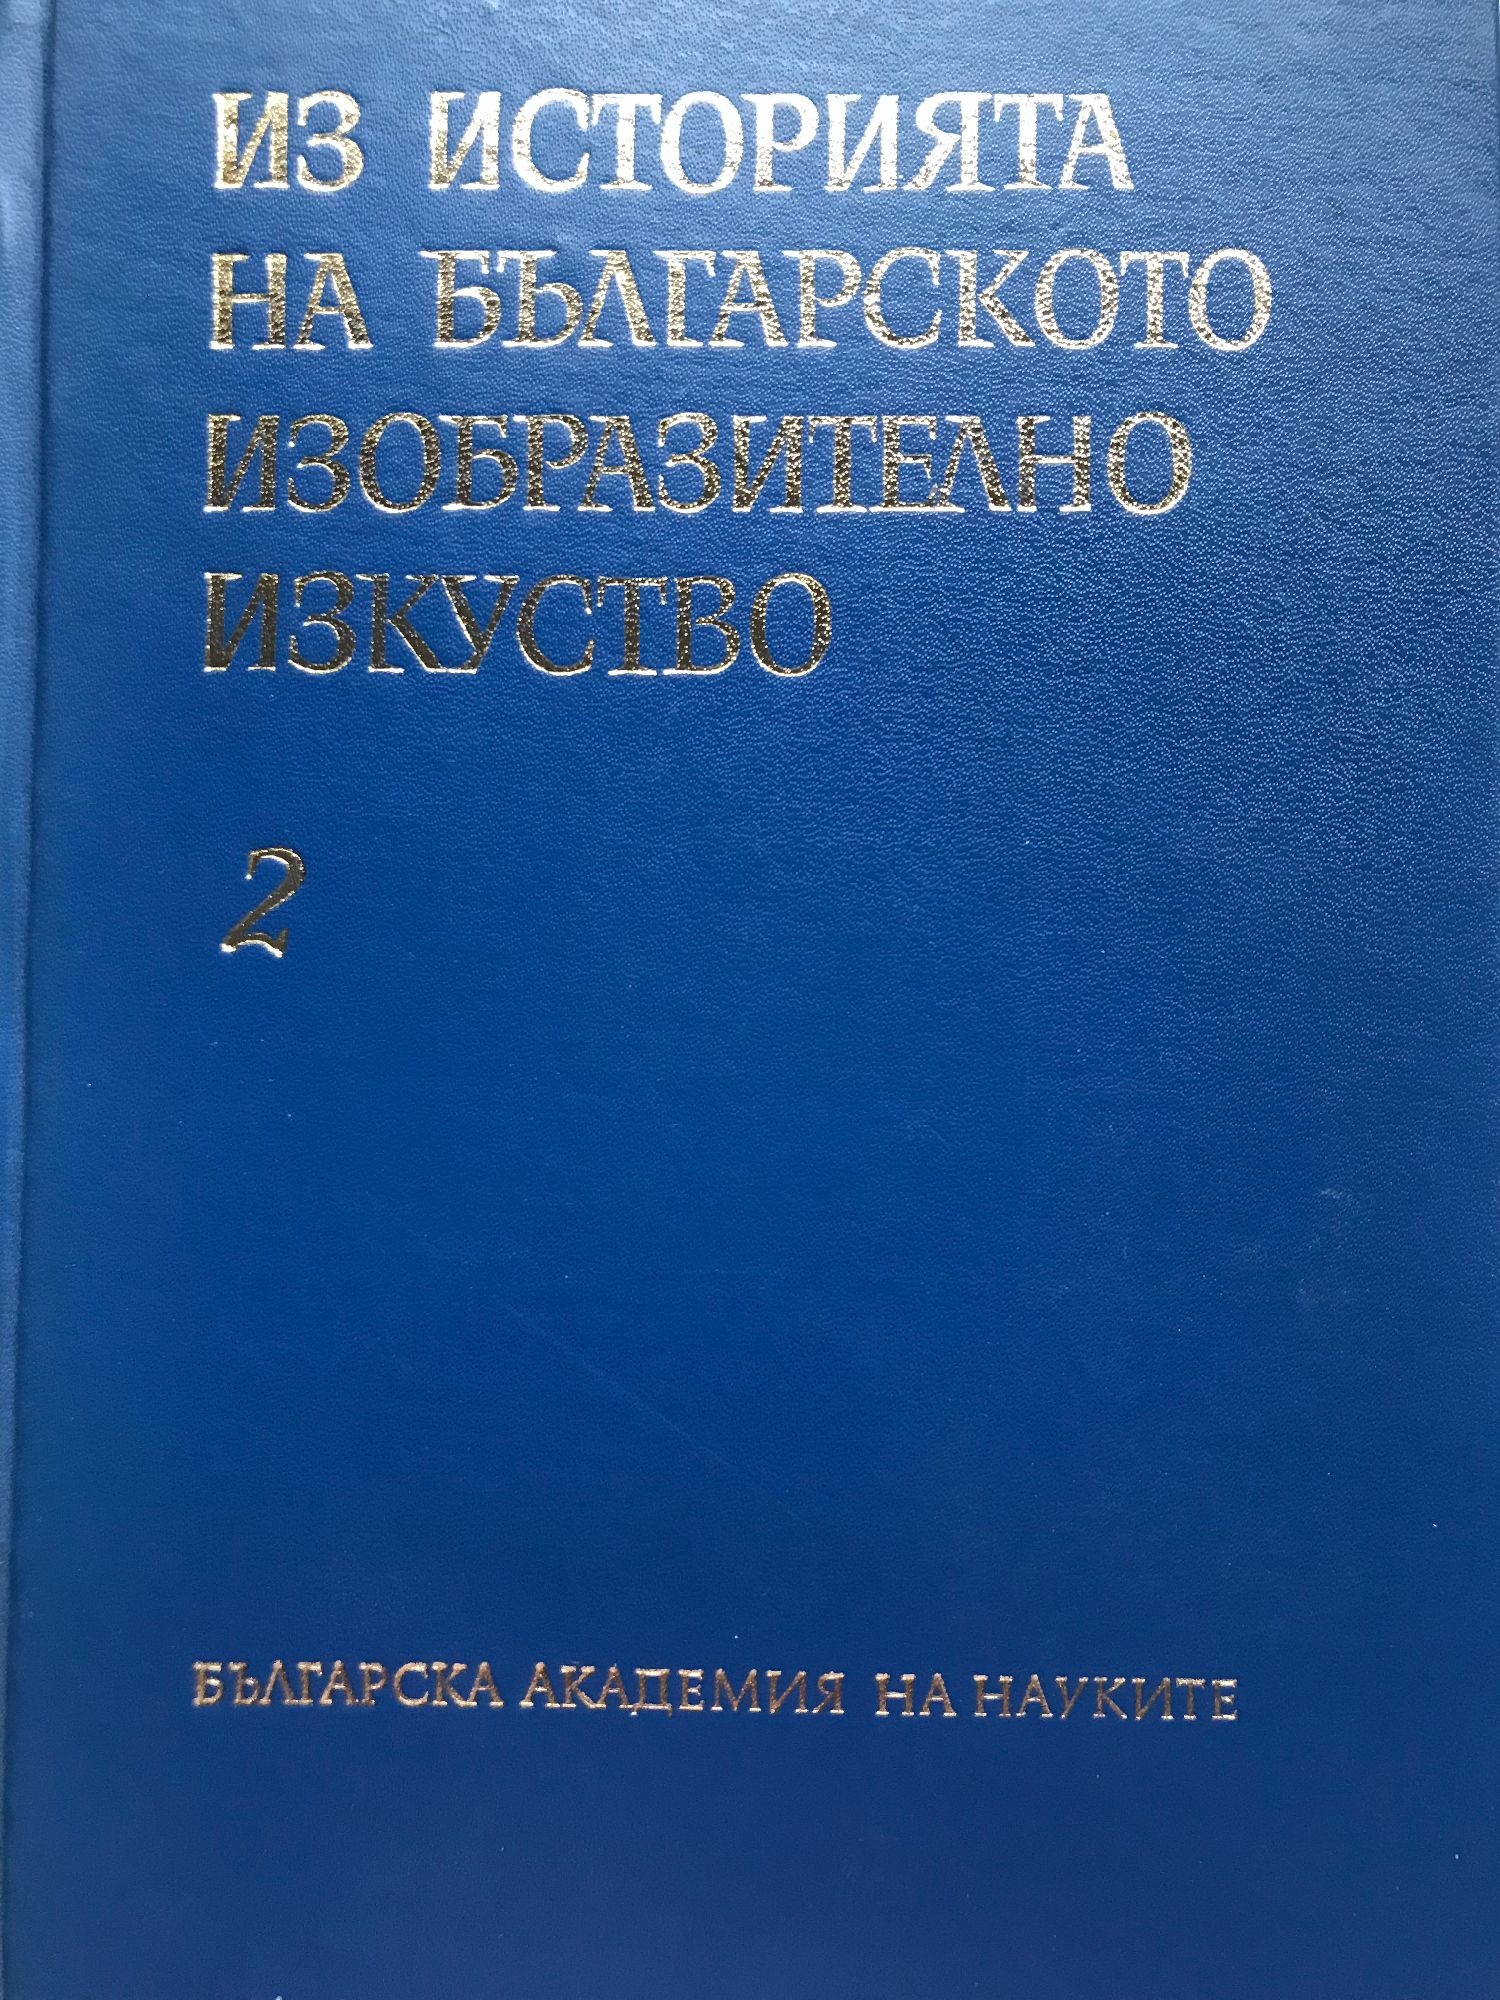 ИЗ ИСТОРИЯТА
НА БЪЛГАРСКОТО
ИЗОБРАЗИТЕЛНО
ИЗКУСТВО
2
БЪЛГАРСКА АКАДЕМИЯ НА НАУКИТЕ